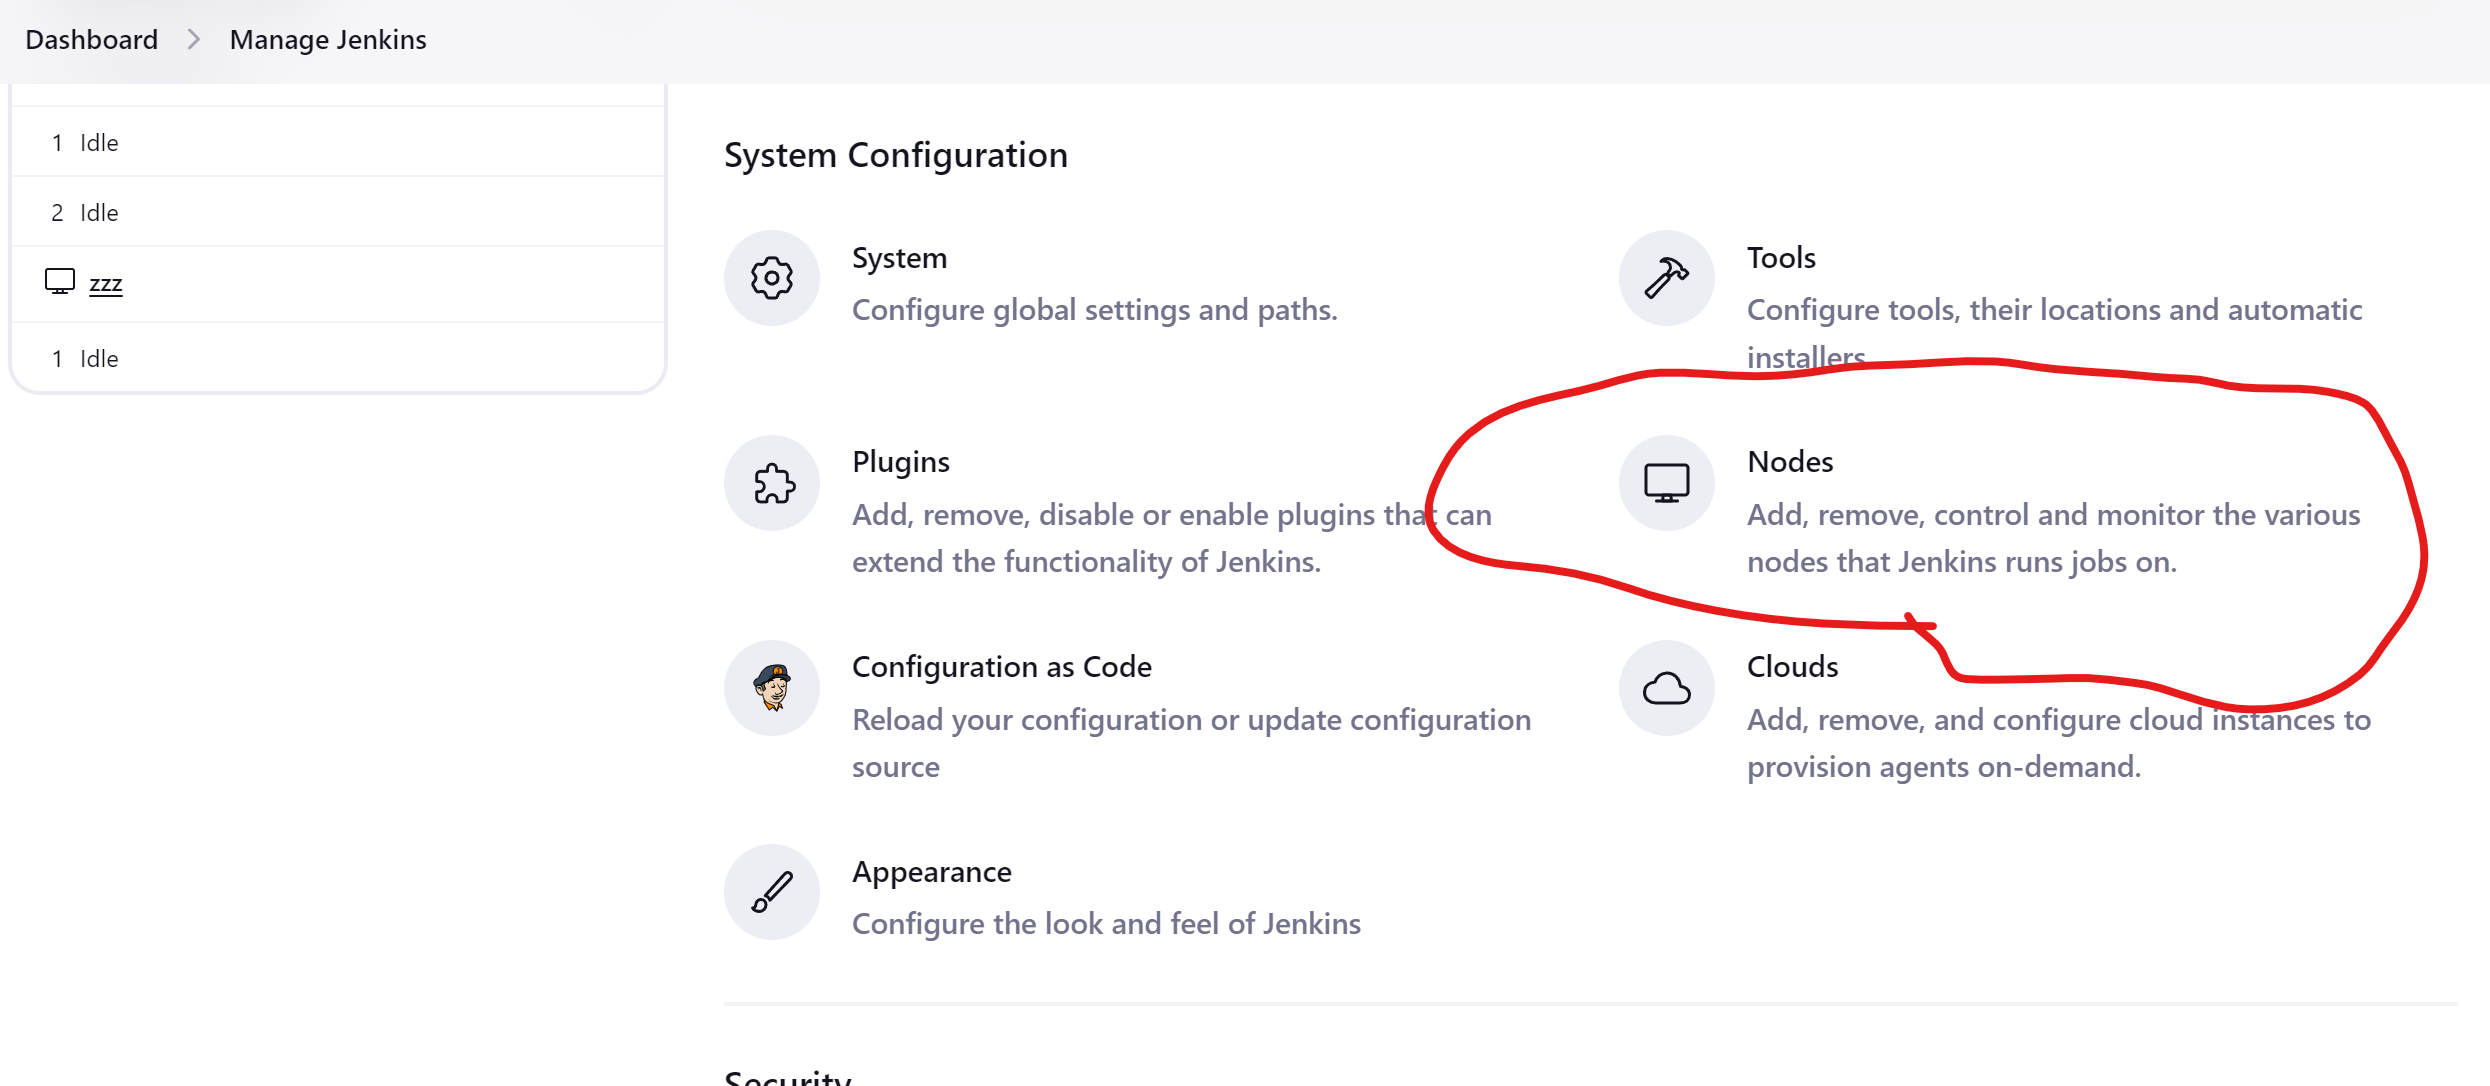 Dashboard > Manage Jenkins
1 Idle
2 Idle
zzz
1 Idle
System Configuration
System
Configure global settings and paths.
Tools
Configure tools, their locations and automatic
installers.
Plugins
Add, remove, disable or enable plugins that can
extend the functionality of Jenkins.
Nodes
Add, remove, control and monitor the various
nodes that Jenkins runs jobs on.
Configuration as Code
Reload your configuration or update configuration
source
Clouds
Add, remove, and configure cloud instances to
provision agents on-demand.
Appearance
Configure the look and feel of Jenkins
Security